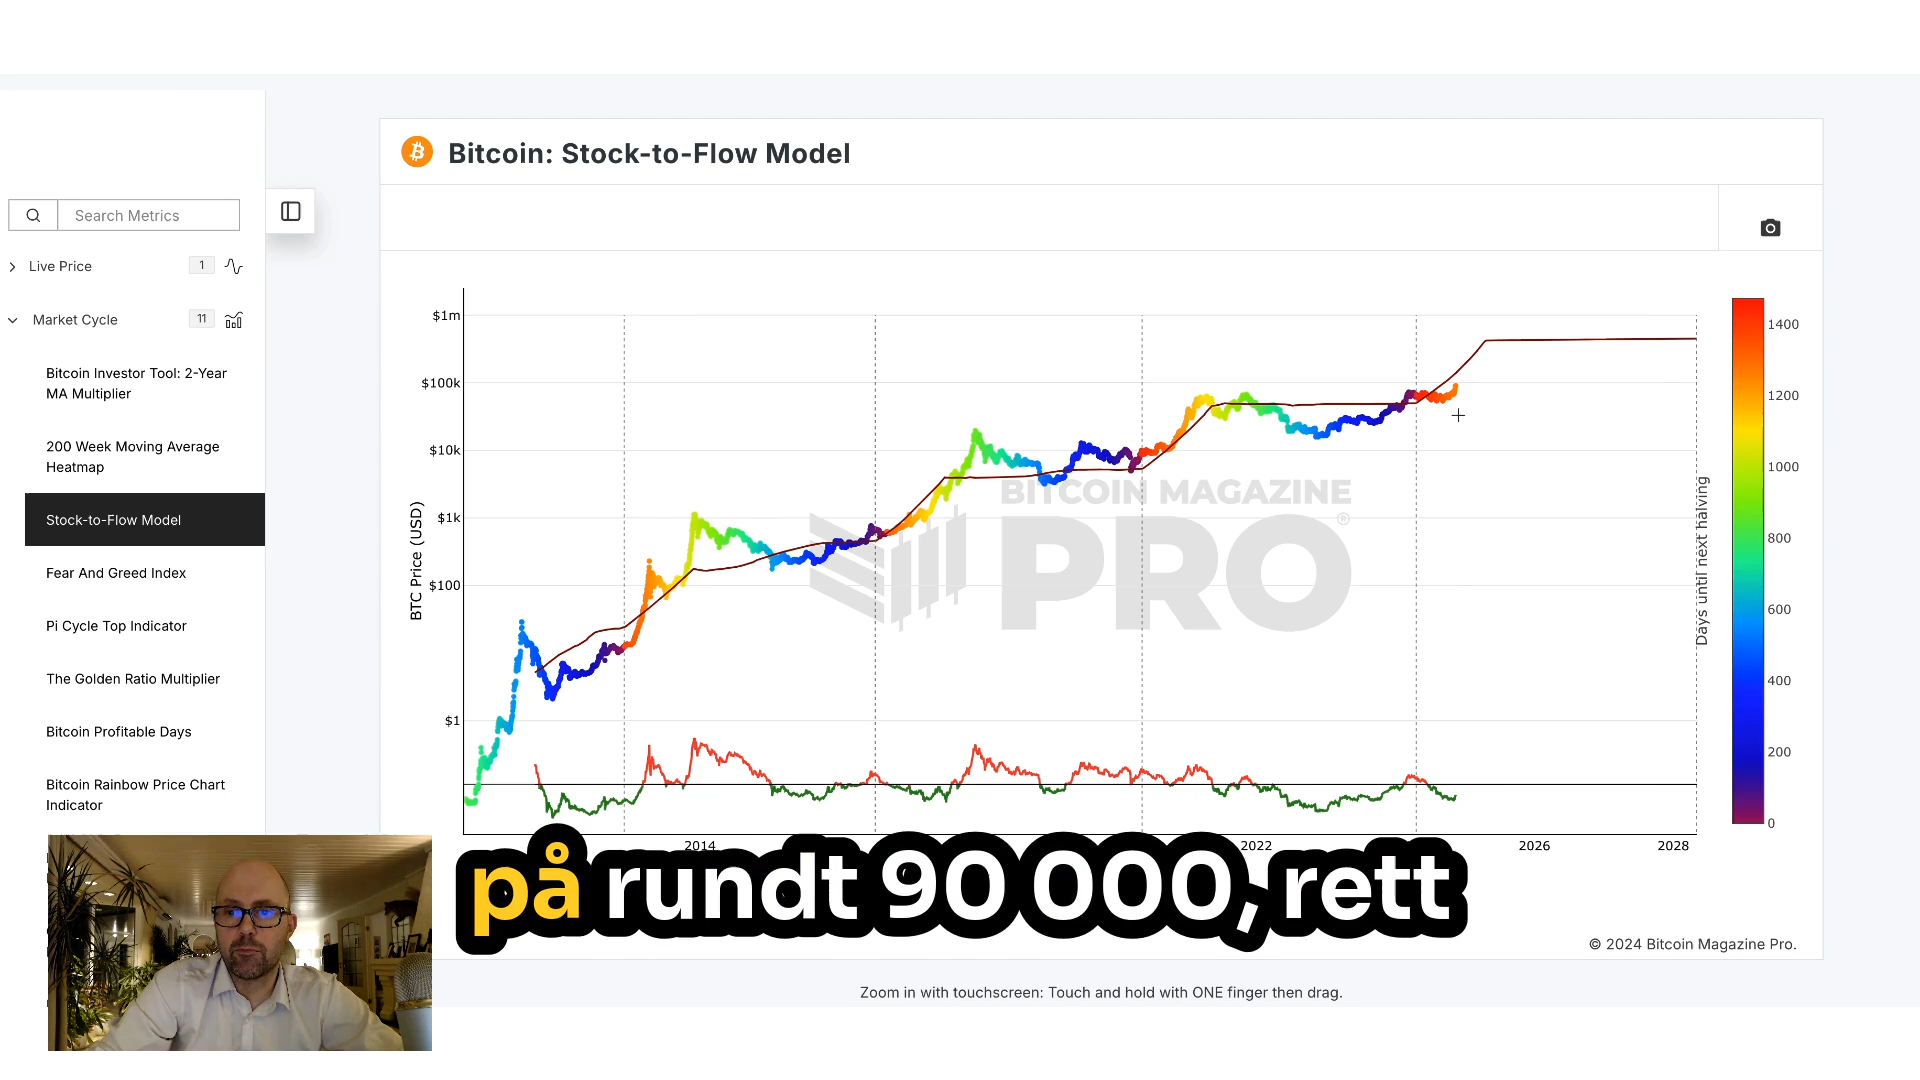 Bitcoin: Stock-to-Flow Model
Search Metrics
Live Price 1
Market Cycle 11
Bitcoin Investor Tool: 2-Year
MA Multiplier
200 Week Moving Average
Heatmap
Stock-to-Flow Model
Fear And Greed Index
Pi Cycle Top Indicator
The Golden Ratio Multiplier
Bitcoin Profitable Days
Bitcoin Rainbow Price Chart
Indicator
BTC Price (USD)
$1m
$100k
$10k
$1k
$100
$1
BITCOIN MAGAZINE
PRO®
Days until next halving
1400
1200
1000
800
600
400
200
0
2014
2022
2026
2028
på rundt 90 000, rett
© 2024 Bitcoin Magazine Pro.
Zoom in with touchscreen: Touch and hold with ONE finger then drag.